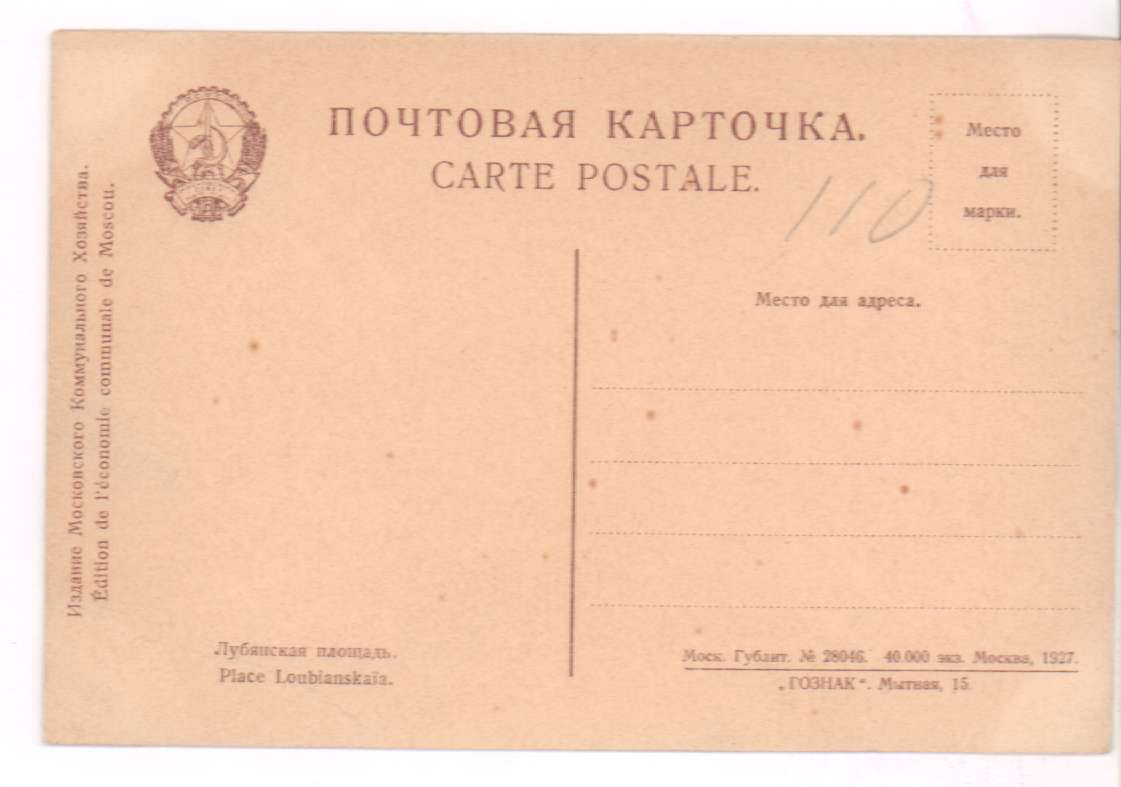 ПОЧТОВАЯ КАРТОЧКА.
CARTE POSTALE.
Место
для
марки.
110
Место для адреса.
Издание Московского Коммунального Хозяйства.
Édition de l'économie communale de Moscou.
Лубянская площадь.
Place Loubianskaïa.
Моск. Гублит. № 28046. 40.000 экз. Москва, 1927.
„ГОЗНАК“. Мытная, 15.